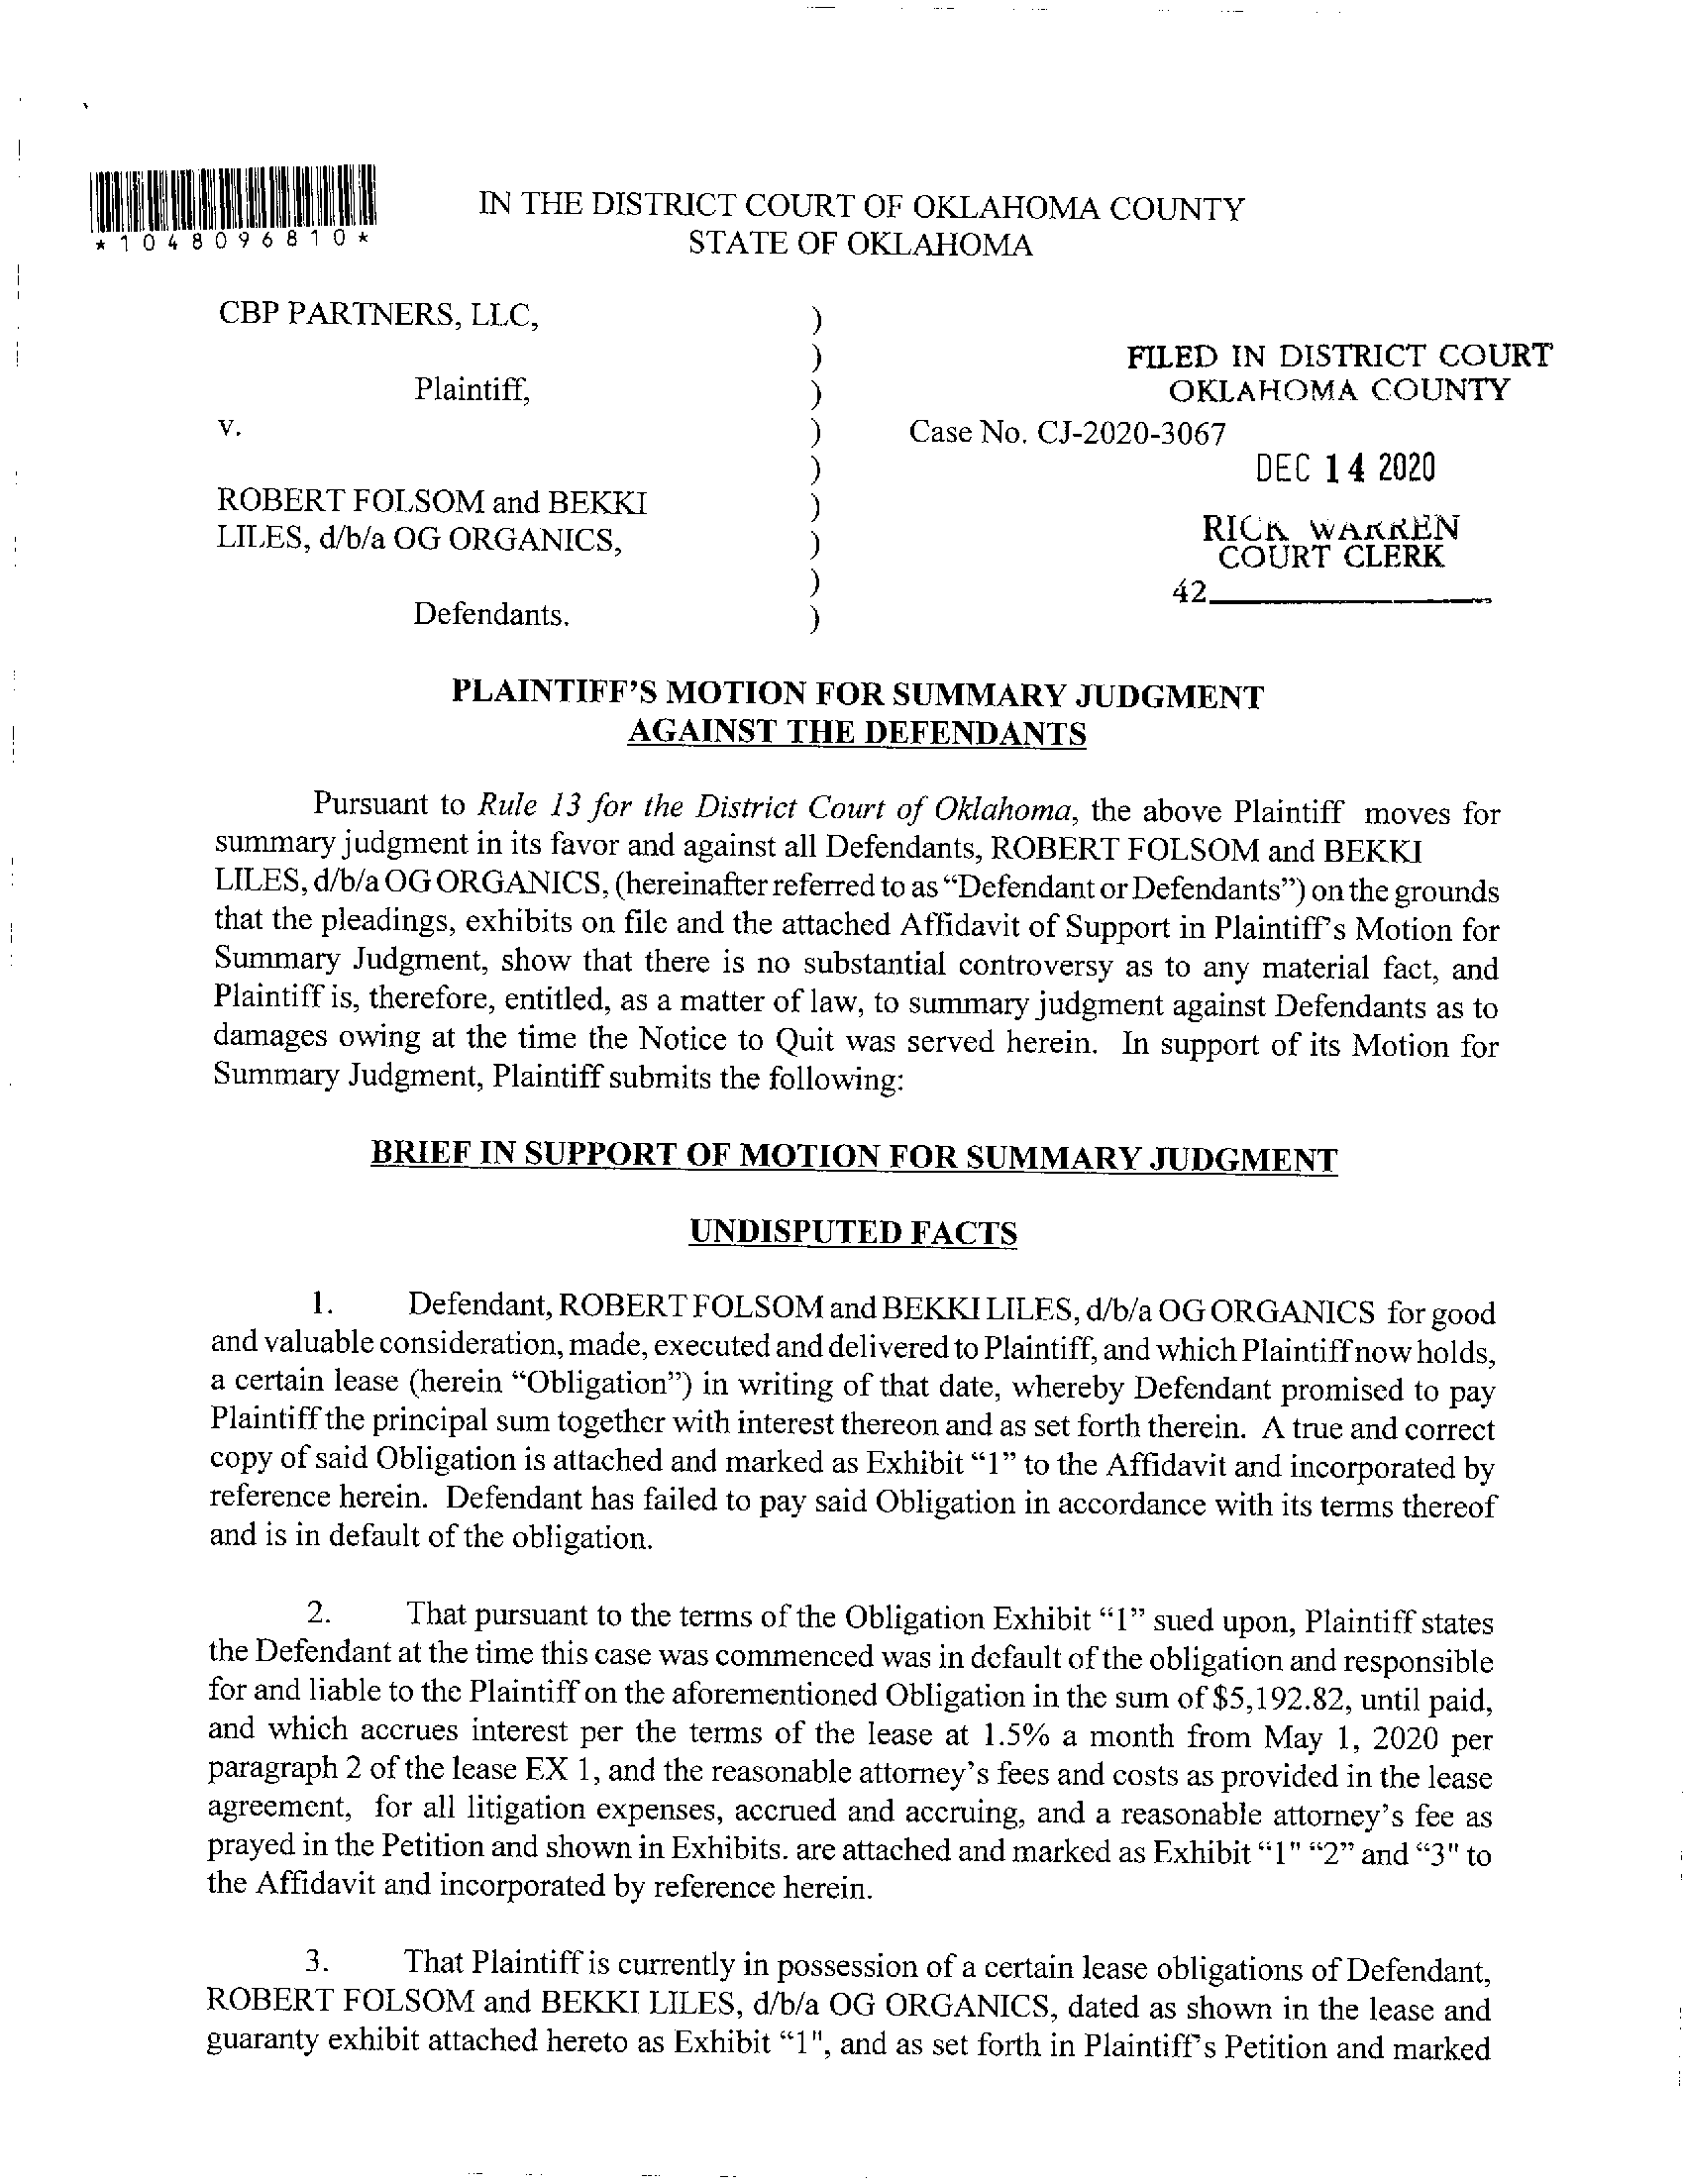 *1048096810*
IN THE DISTRICT COURT OF OKLAHOMA COUNTY
STATE OF OKLAHOMA
CBP PARTNERS, LLC, )
)
FILED IN DISTRICT COURT
Plaintiff, )
OKLAHOMA COUNTY
v. ) Case No. CJ-2020-3067
)
DEC 14 2020
ROBERT FOLSOM and BEKKI )
LILES, d/b/a OG ORGANICS, )
RICK WARREN
COURT CLERK
)
42
Defendants. )
PLAINTIFF'S MOTION FOR SUMMARY JUDGMENT
AGAINST THE DEFENDANTS
Pursuant to Rule 13 for the District Court of Oklahoma, the above Plaintiff moves for
summary judgment in its favor and against all Defendants, ROBERT FOLSOM and BEKKI
LILES, d/b/a OG ORGANICS, (hereinafter referred to as “Defendant or Defendants”) on the grounds
that the pleadings, exhibits on file and the attached Affidavit of Support in Plaintiff's Motion for
Summary Judgment, show that there is no substantial controversy as to any material fact, and
Plaintiff is, therefore, entitled, as a matter of law, to summary judgment against Defendants as to
damages owing at the time the Notice to Quit was served herein. In support of its Motion for
Summary Judgment, Plaintiff submits the following:
BRIEF IN SUPPORT OF MOTION FOR SUMMARY JUDGMENT
UNDISPUTED FACTS
1. Defendant, ROBERT FOLSOM and BEKKI LILES, d/b/a OG ORGANICS for good
and valuable consideration, made, executed and delivered to Plaintiff, and which Plaintiff now holds,
a certain lease (herein “Obligation”) in writing of that date, whereby Defendant promised to pay
Plaintiff the principal sum together with interest thereon and as set forth therein. A true and correct
copy of said Obligation is attached and marked as Exhibit “1” to the Affidavit and incorporated by
reference herein. Defendant has failed to pay said Obligation in accordance with its terms thereof
and is in default of the obligation.
2. That pursuant to the terms of the Obligation Exhibit “1” sued upon, Plaintiff states
the Defendant at the time this case was commenced was in default of the obligation and responsible
for and liable to the Plaintiff on the aforementioned Obligation in the sum of $5,192.82, until paid,
and which accrues interest per the terms of the lease at 1.5% a month from May 1, 2020 per
paragraph 2 of the lease EX 1, and the reasonable attorney's fees and costs as provided in the lease
agreement, for all litigation expenses, accrued and accruing, and a reasonable attorney's fee as
prayed in the Petition and shown in Exhibits. are attached and marked as Exhibit “1" “2” and “3" to
the Affidavit and incorporated by reference herein.
3. That Plaintiff is currently in possession of a certain lease obligations of Defendant,
ROBERT FOLSOM and BEKKI LILES, d/b/a OG ORGANICS, dated as shown in the lease and
guaranty exhibit attached hereto as Exhibit “1", and as set forth in Plaintiff's Petition and marked